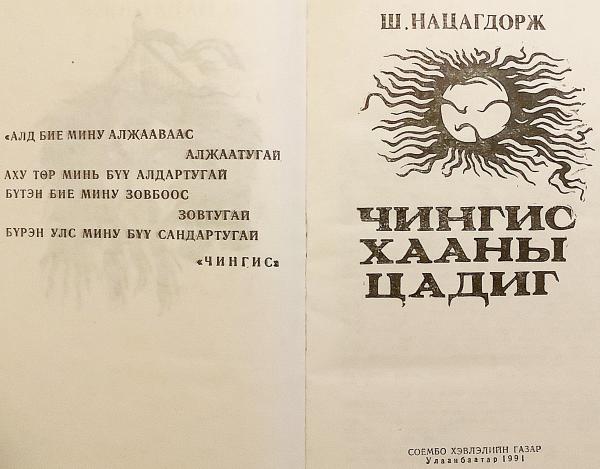 «АЛД БИЕ МИНУ АЛЖААВААС
АЛЖААТУГАЙ
АХУ ТӨР МИНЬ БҮҮ АЛДАРТУГАЙ
БҮТЭН БИЕ МИНУ ЗОВБООС
ЗОВТУГАЙ
БҮРЭН УЛС МИНУ БҮҮ САНДАРТУГАЙ
«ЧИНГИС»
Ш. НАЦАГДОРЖ
ЧИНГИС
ХААНЫ
ЦАДИГ
СОЕМБО ХЭВЛЭЛИЙН ГАЗАР
Улаанбаатар 1991